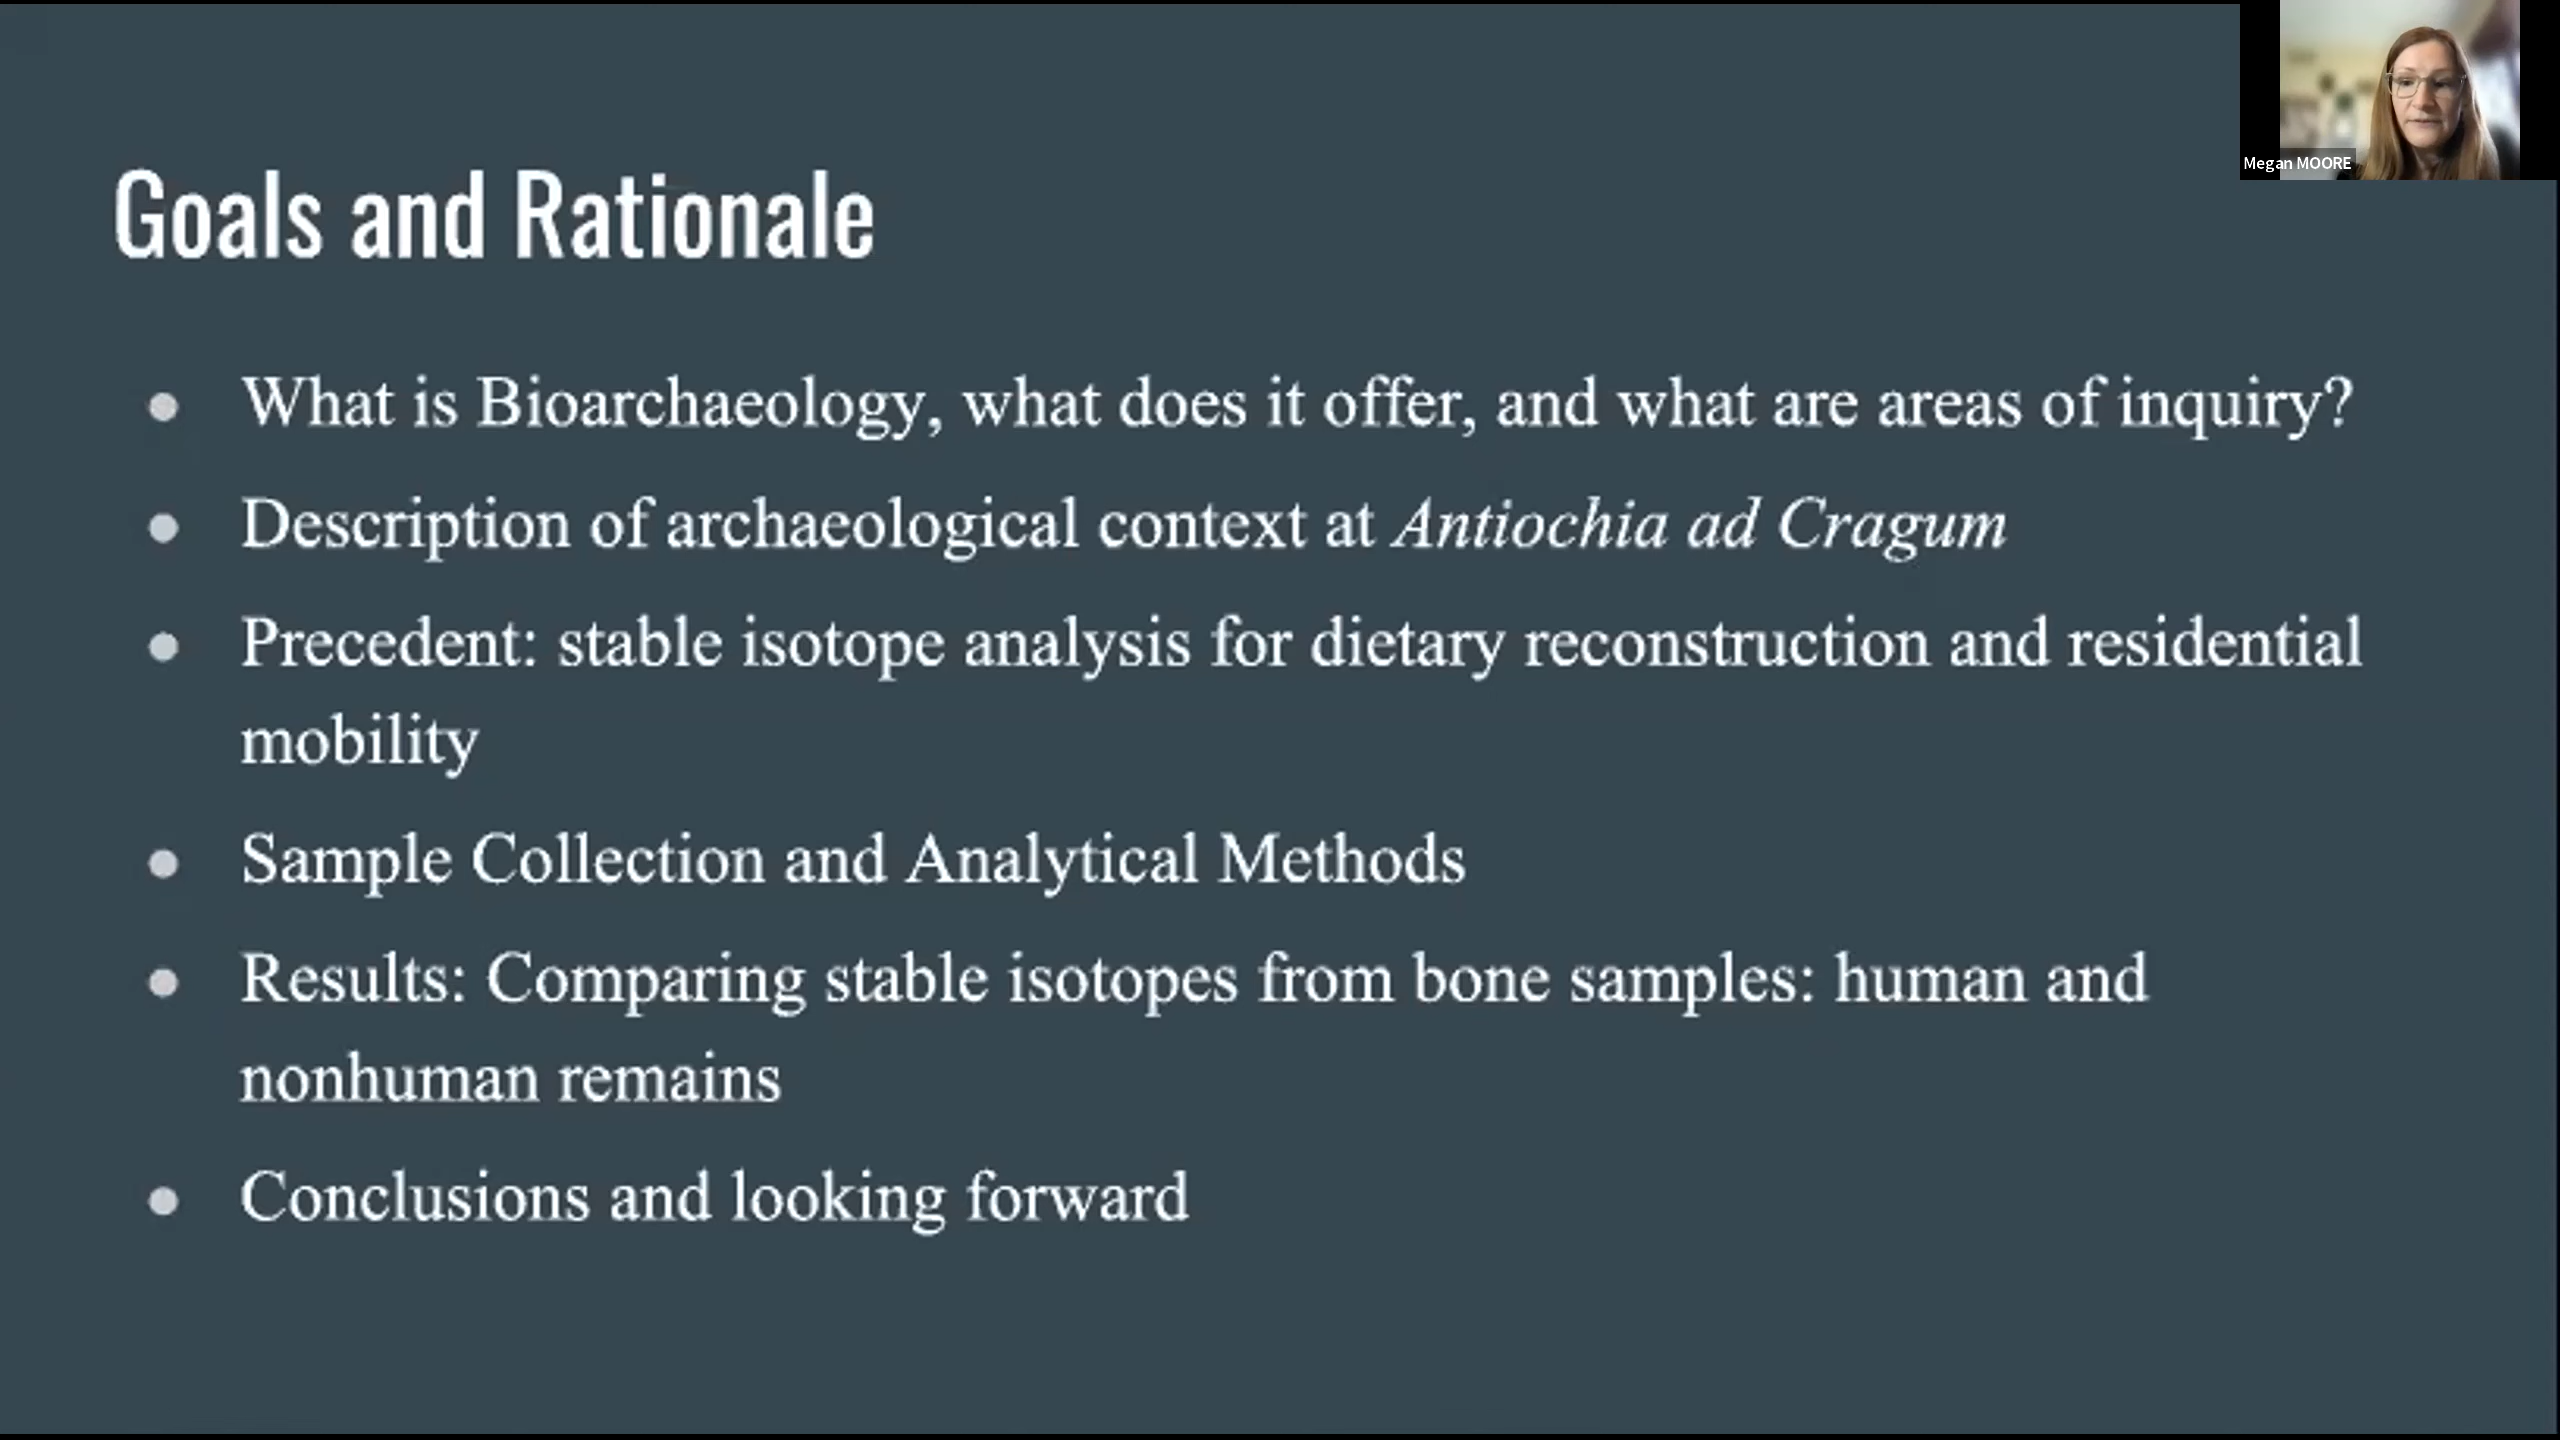 Megan MOORE
Goals and Rationale
● What is Bioarchaeology, what does it offer, and what are areas of inquiry?
● Description of archaeological context at Antiochia ad Cragum
● Precedent: stable isotope analysis for dietary reconstruction and residential
mobility
● Sample Collection and Analytical Methods
● Results: Comparing stable isotopes from bone samples: human and
nonhuman remains
● Conclusions and looking forward